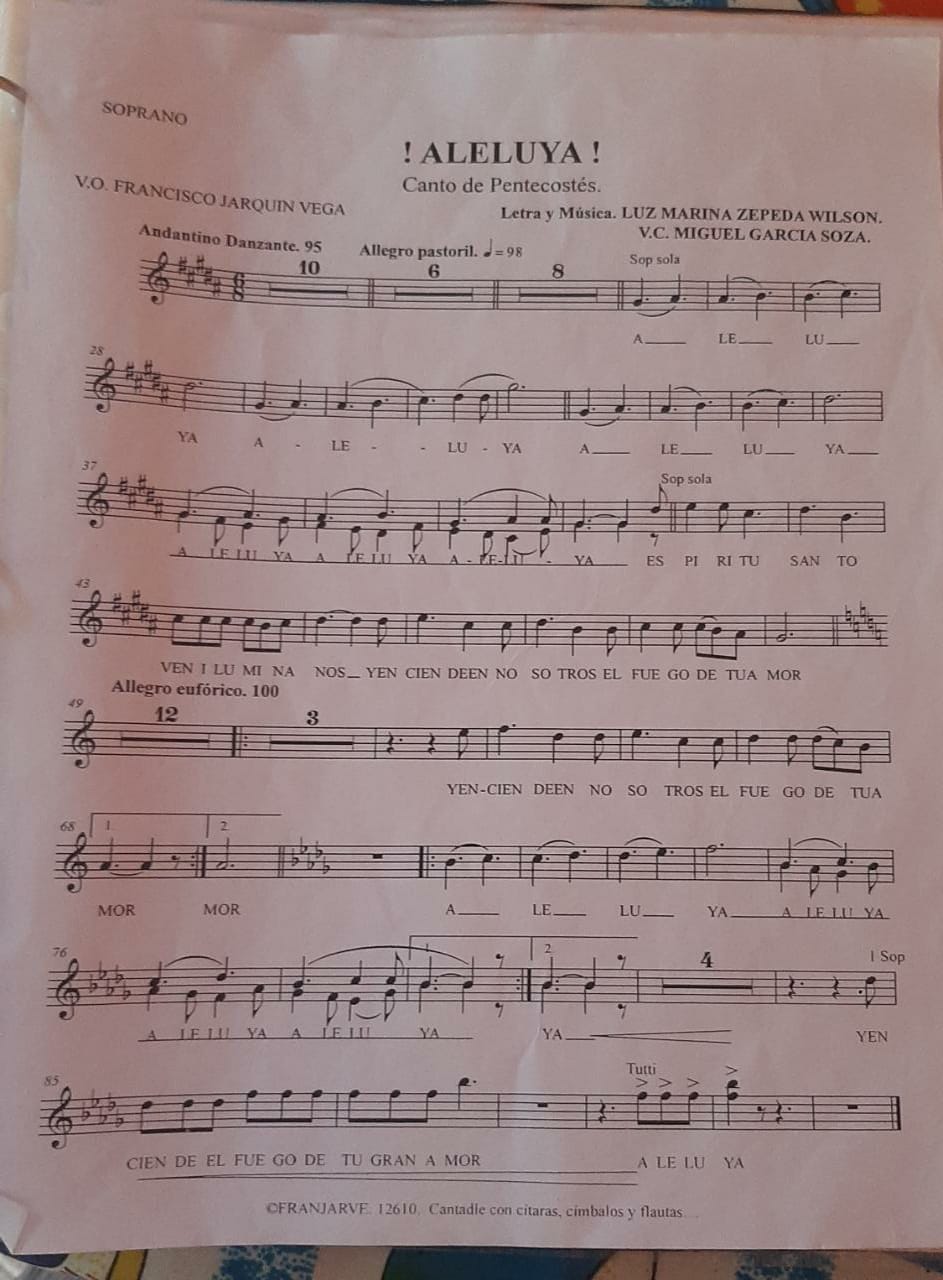 SOPRANO
! ALELUYA !
Canto de Pentecostés.
V.O. FRANCISCO JARQUIN VEGA
Letra y Música. LUZ MARINA ZEPEDA WILSON.
V.C. MIGUEL GARCIA SOZA.
Andantino Danzante. 95 Allegro pastoril. ♩=98
10 6 8 Sop sola
6
8
A____ LE___ LU___
28
YA A - LE - - LU - YA A___ LE___ LU___ YA___
37
Sop sola
A LE LU YA A LE LU YA A - LE-LU - YA ES PI RI TU SAN TO
43
VEN I LU MI NA NOS_ YEN CIEN DEEN NO SO TROS EL FUE GO DE TUA MOR
Allegro eufórico. 100
49 12 3
YEN-CIEN DEEN NO SO TROS EL FUE GO DE TUA
68 1. 2.
MOR MOR A____ LE___ LU___ YA____ A LE LU YA
76 1. 2. 4 1 Sop
A LE LU YA A LE LU YA YA__ YEN
85 Tutti
CIEN DE EL FUE GO DE TU GRAN A MOR A LE LU YA
©FRANJARVE. 12610. Cantadle con citaras, címbalos y flautas...